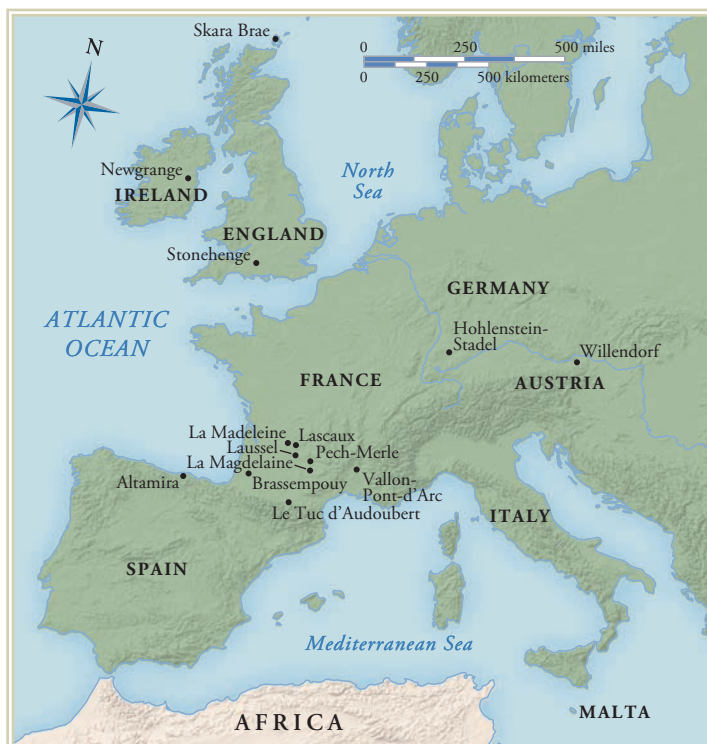 Skara Brae
N
0 250 500 miles
0 250 500 kilometers
Newgrange
IRELAND
North
Sea
ENGLAND
Stonehenge
GERMANY
ATLANTIC
OCEAN
Hohlenstein-
Stadel
Willendorf
FRANCE
AUSTRIA
La Madeleine
Lascaux
Laussel
Pech-Merle
La Magdelaine
Altamira
Brassempouy
Vallon-
Pont-d’Arc
Le Tuc d’Audoubert
ITALY
SPAIN
Mediterranean Sea
MALTA
AFRICA